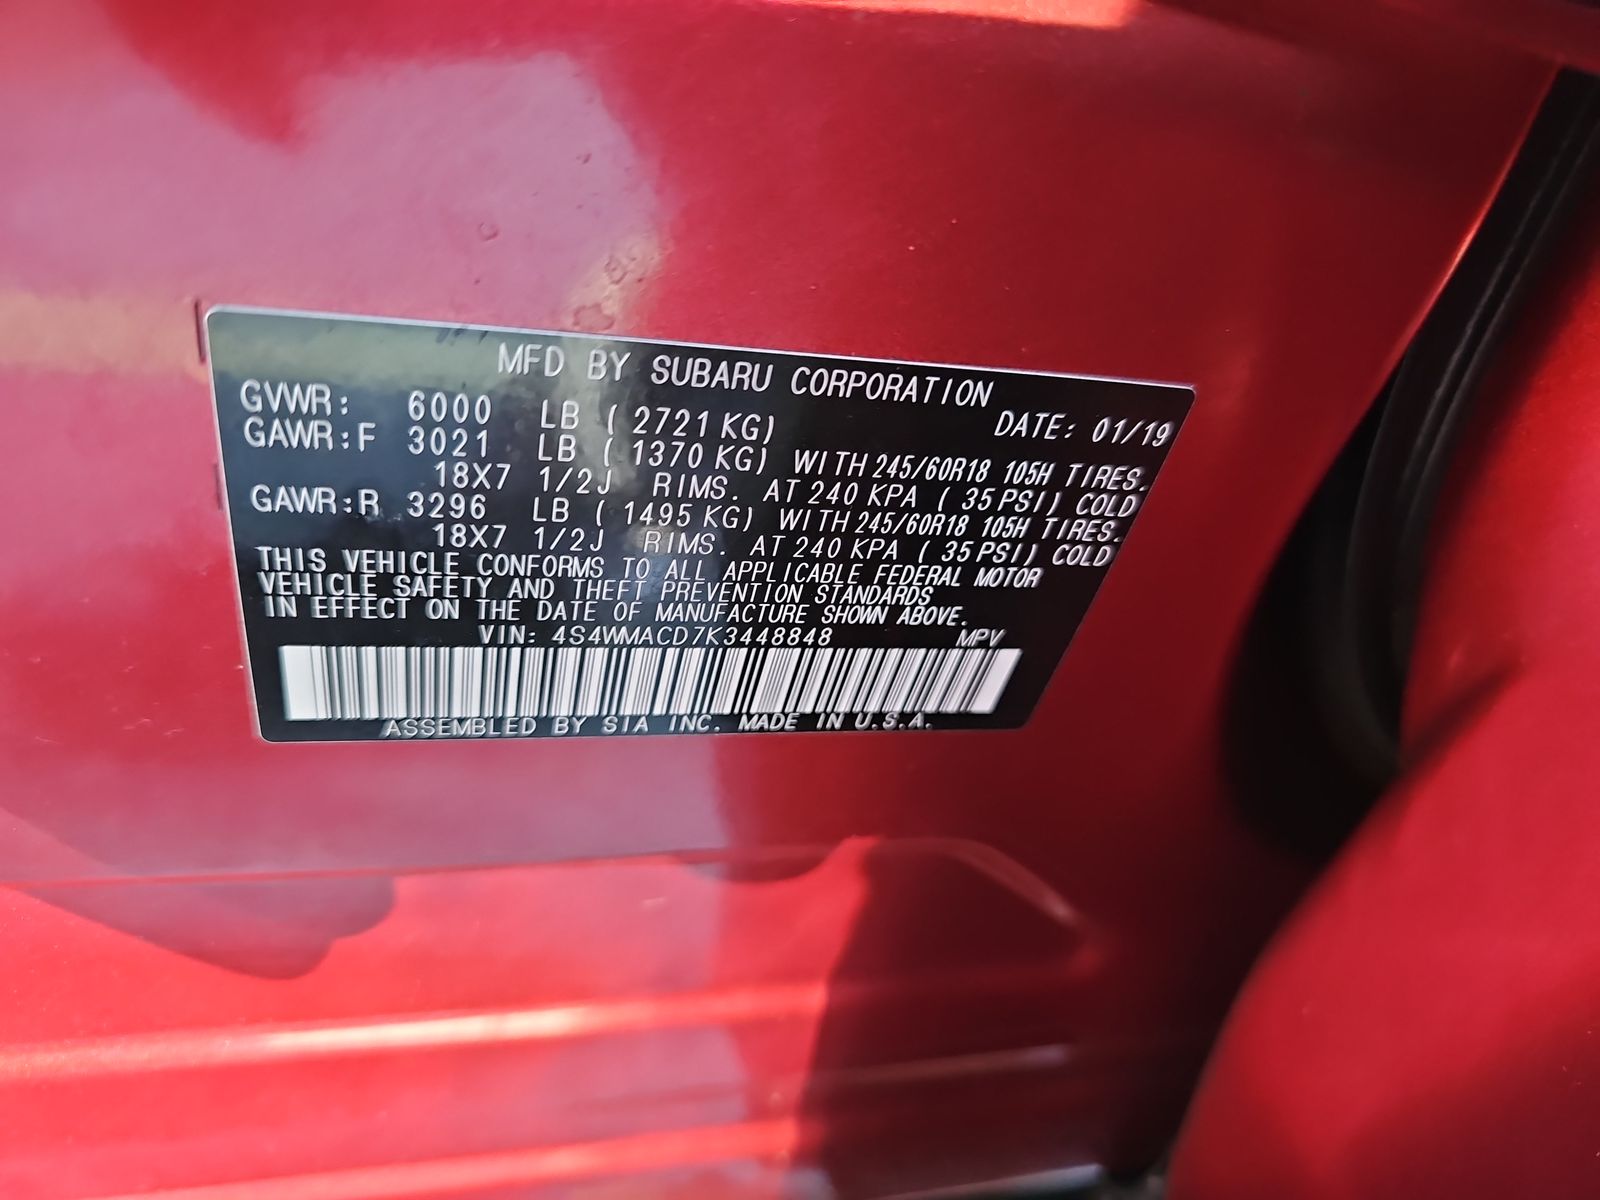 MFD BY SUBARU CORPORATION
DATE: 01/19
GVWR: 6000 LB ( 2721 KG)
GAWR:F 3021 LB ( 1370 KG) WITH 245/60R18 105H TIRES.
18X7 1/2J RIMS. AT 240 KPA ( 35 PSI) COLD
GAWR:R 3296 LB ( 1495 KG) WITH 245/60R18 105H TIRES.
18X7 1/2J RIMS. AT 240 KPA ( 35 PSI) COLD
THIS VEHICLE CONFORMS TO ALL APPLICABLE FEDERAL MOTOR
VEHICLE SAFETY AND THEFT PREVENTION STANDARDS
IN EFFECT ON THE DATE OF MANUFACTURE SHOWN ABOVE.
VIN: 4S4WMACD7K3448848 MPV
ASSEMBLED BY SIA INC. MADE IN U.S.A.